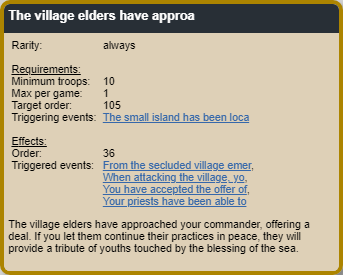 The village elders have approa
Rarity: always
Requirements:
Minimum troops: 10
Max per game: 1
Target order: 105
Triggering events: The small island has been loca
Effects:
Order: 36
Triggered events: From the secluded village emer,
When attacking the village, yo,
You have accepted the offer of,
Your priests have been able to
The village elders have approached your commander, offering a
deal. If you let them continue their practices in peace, they will
provide a tribute of youths touched by the blessing of the sea.